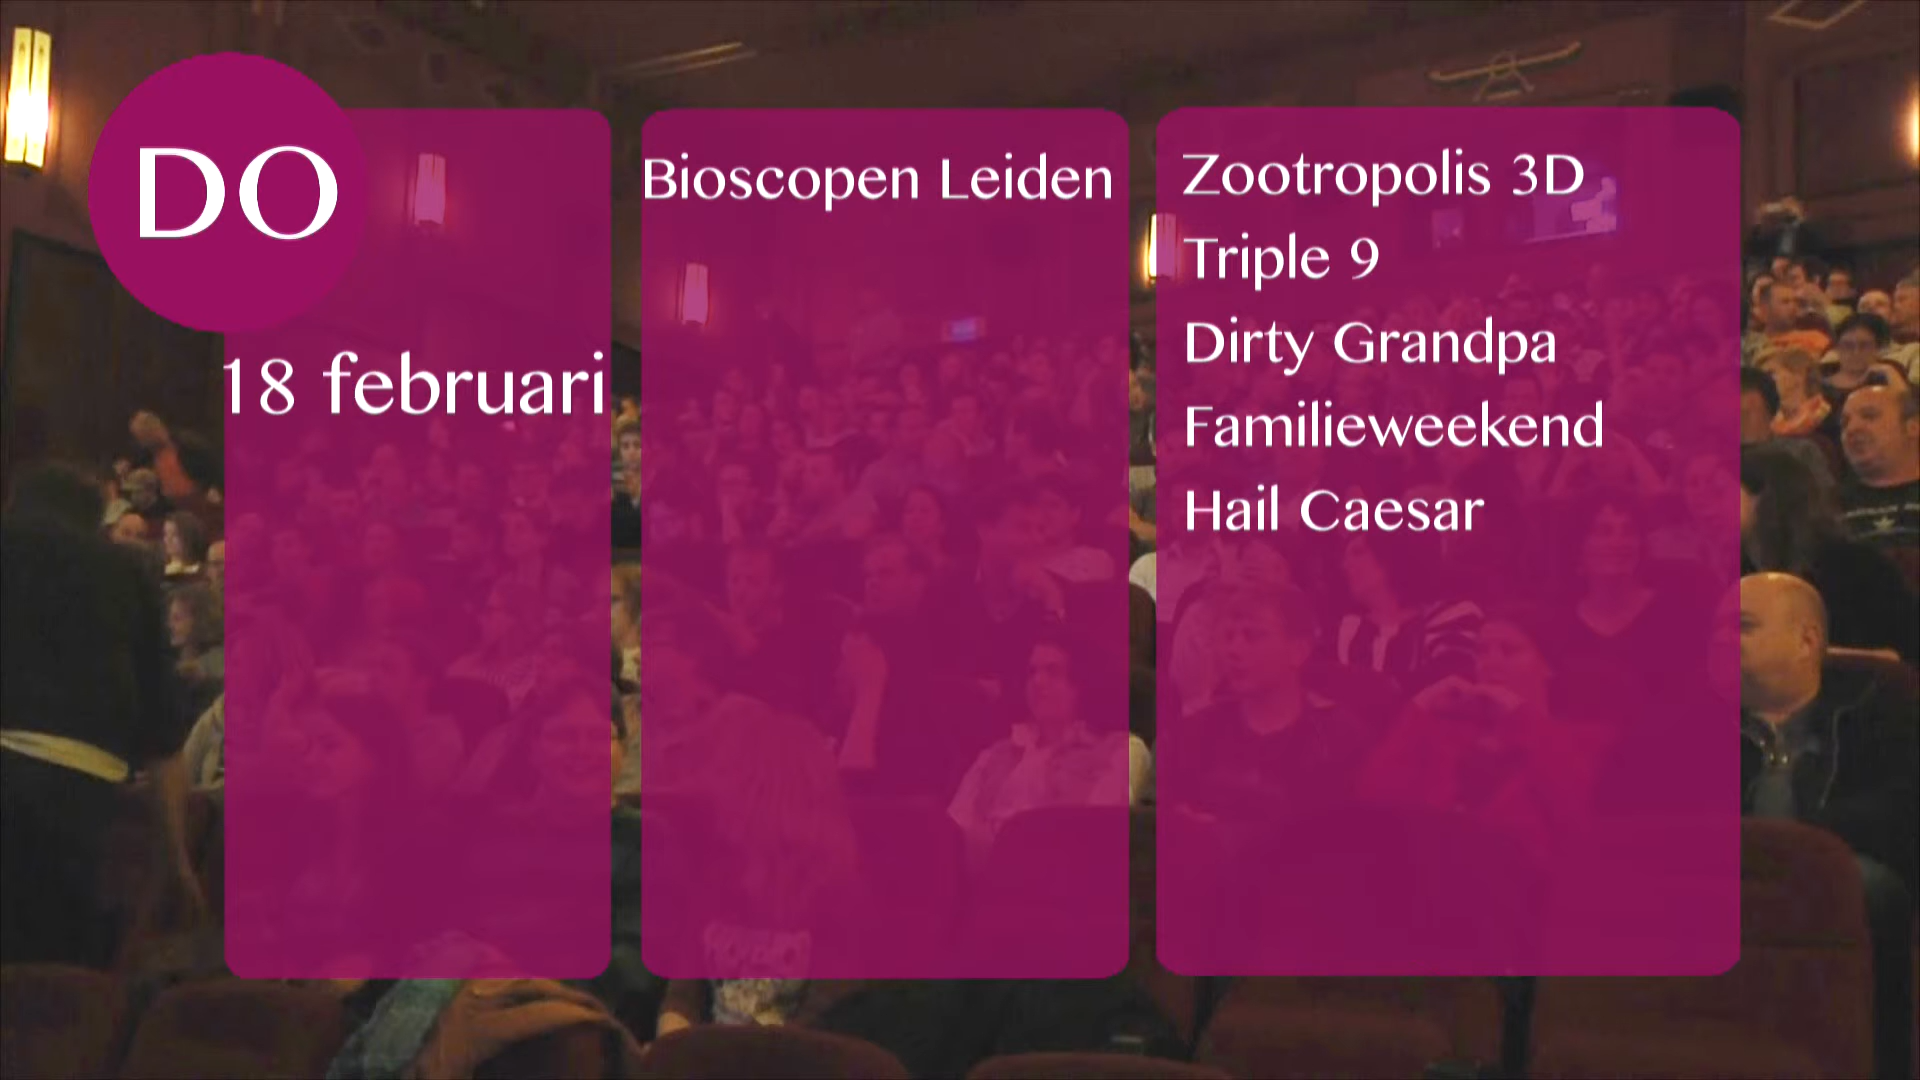 DO
18 februari
Bioscopen Leiden
Zootropolis 3D
Triple 9
Dirty Grandpa
Familieweekend
Hail Caesar